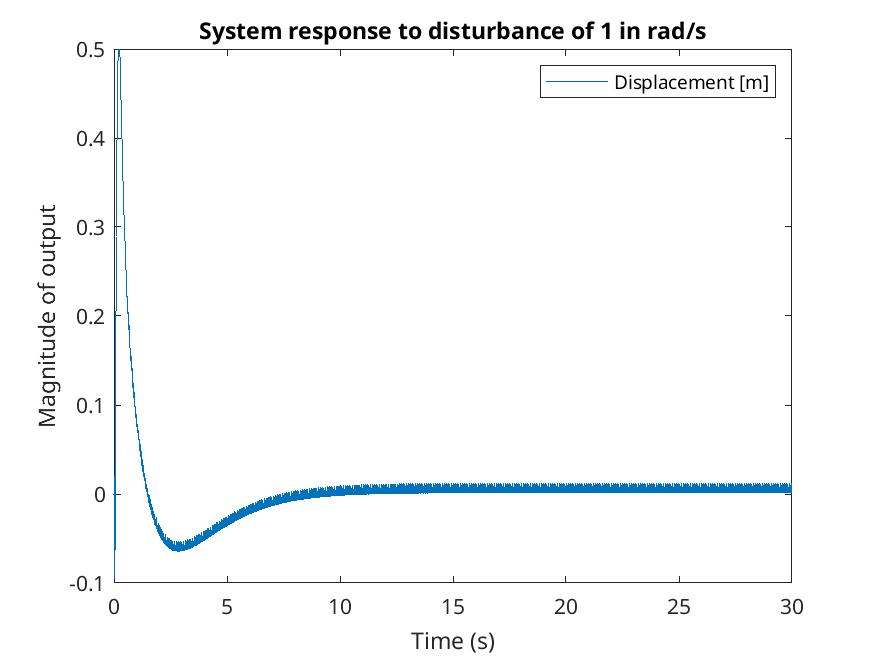 System response to disturbance of 1 in rad/s
Displacement [m]
Magnitude of output
0.5
0.4
0.3
0.2
0.1
0
-0.1
0 5 10 15 20 25 30
Time (s)